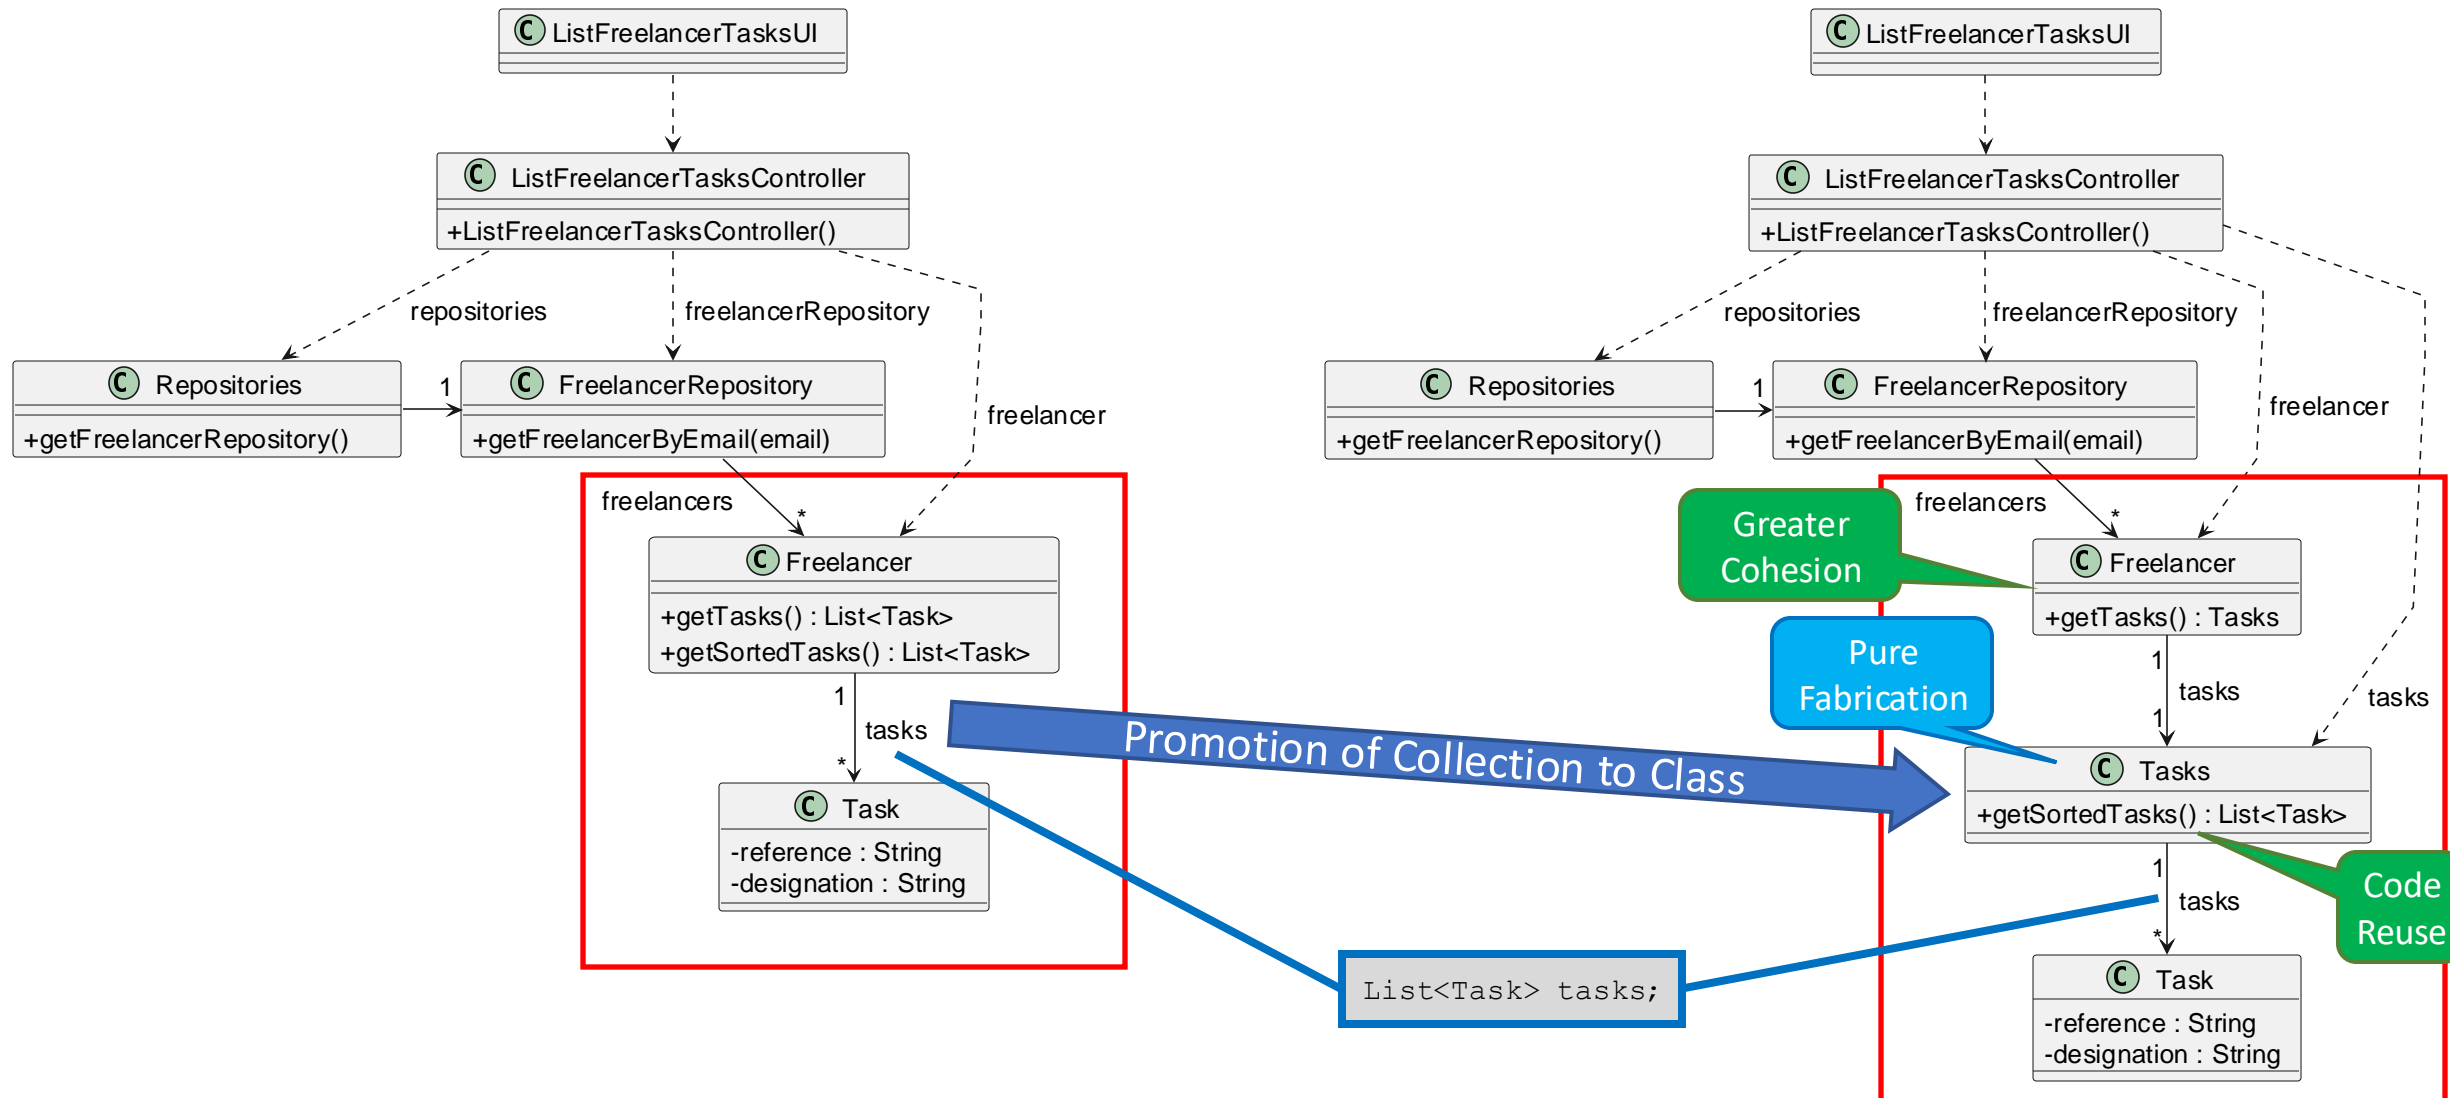 C ListFreelancerTasksUI
C ListFreelancerTasksController
+ListFreelancerTasksController()
repositories
freelancerRepository
freelancer
C Repositories
+getFreelancerRepository()
1
C FreelancerRepository
+getFreelancerByEmail(email)
freelancers
*
C Freelancer
+getTasks() : List<Task>
+getSortedTasks() : List<Task>
1
tasks
*
C Task
-reference : String
-designation : String
Promotion of Collection to Class
List<Task> tasks;
C ListFreelancerTasksUI
C ListFreelancerTasksController
+ListFreelancerTasksController()
repositories
freelancerRepository
freelancer
tasks
C Repositories
+getFreelancerRepository()
1
C FreelancerRepository
+getFreelancerByEmail(email)
freelancers
*
Greater
Cohesion
C Freelancer
+getTasks() : Tasks
Pure
Fabrication
1
tasks
1
C Tasks
+getSortedTasks() : List<Task>
Code
Reuse
1
tasks
*
C Task
-reference : String
-designation : String